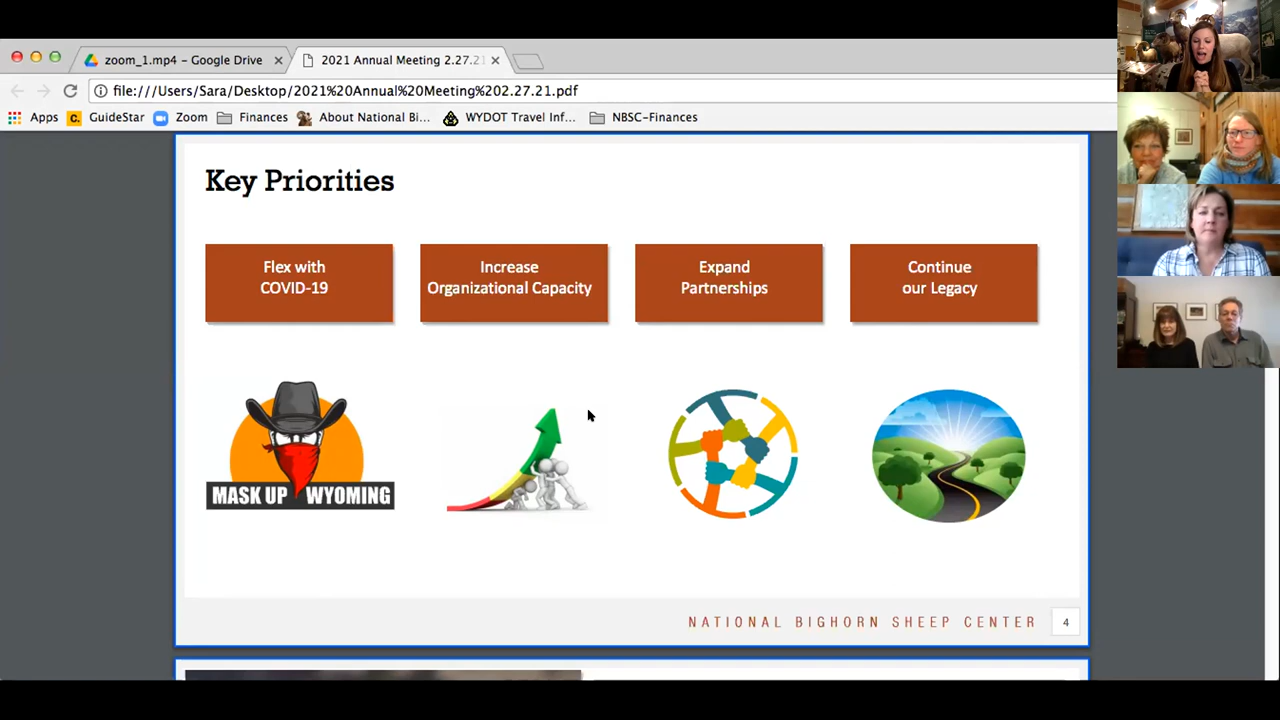 zoom_1.mp4 - Google Drive
2021 Annual Meeting 2.27.21
file:///Users/Sara/Desktop/2021%20Annual%20Meeting%202.27.21.pdf
Apps
GuideStar
Zoom
Finances
About National Bi...
WYDOT Travel Inf...
NBSC-Finances
Key Priorities
Flex with
COVID-19
Increase
Organizational Capacity
Expand
Partnerships
Continue
our Legacy
MASK UP WYOMING
NATIONAL BIGHORN SHEEP CENTER
4